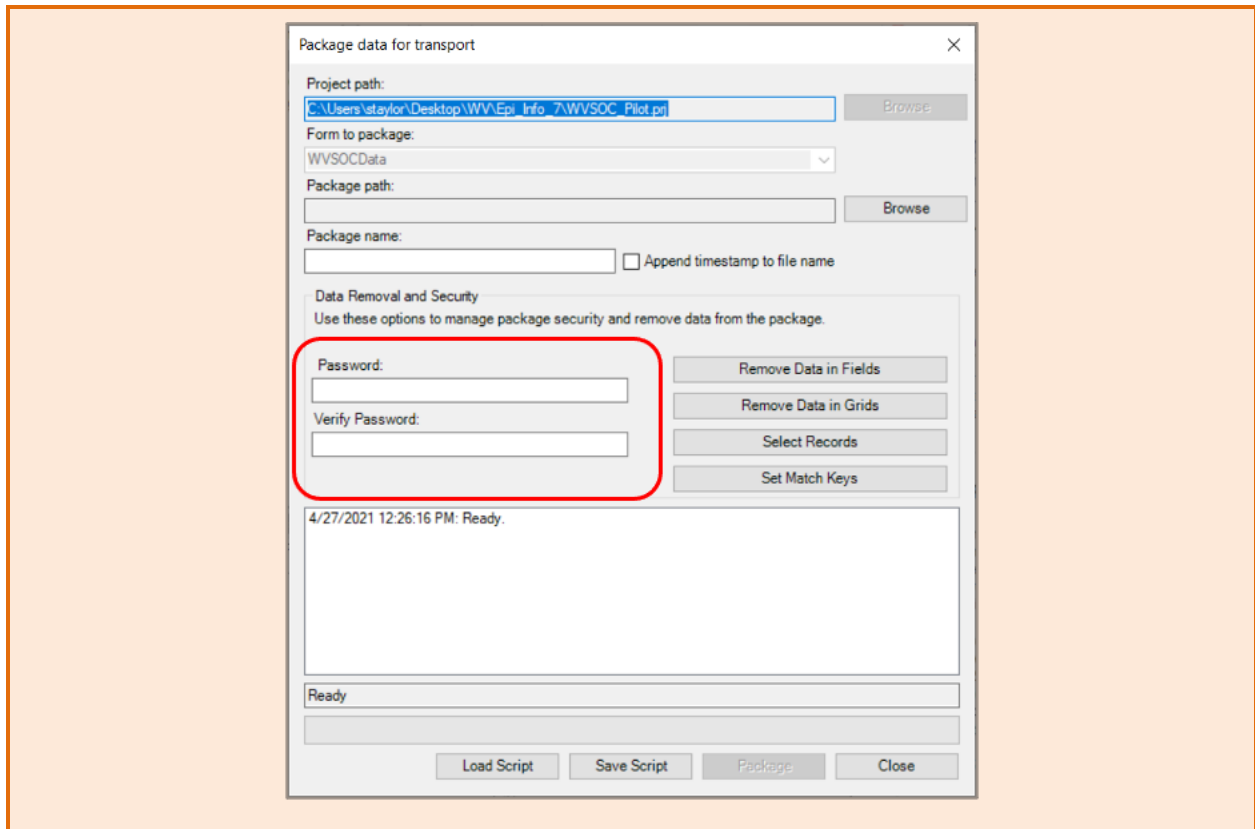 Package data for transport
Project path:
C:\Users\staylor\Desktop\WV\Epi_Info_7\WVSOC_Pilot.prj
Browse
Form to package:
WVSOCData
Package path:
Browse
Package name:
Append timestamp to file name
Data Removal and Security
Use these options to manage package security and remove data from the package.
Password:
Remove Data in Fields
Remove Data in Grids
Verify Password:
Select Records
Set Match Keys
4/27/2021 12:26:16 PM: Ready.
Ready
Load Script Save Script Package Close